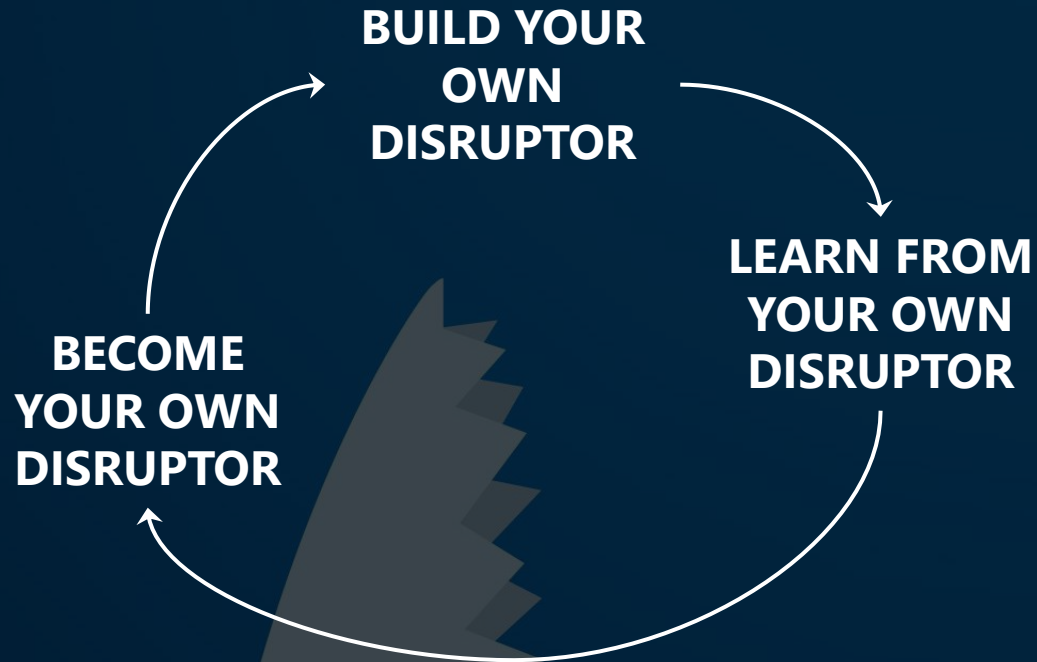 BUILD YOUR
OWN
DISRUPTOR
LEARN FROM
YOUR OWN
DISRUPTOR
BECOME
YOUR OWN
DISRUPTOR